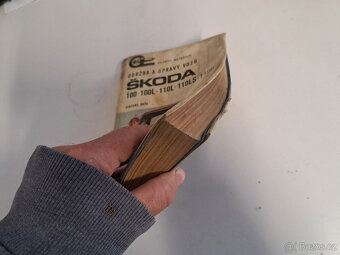 ÚDRŽBA A OPRAVY VOZŮ
ŠKODA
100·100L·110L·110LS
Bazos.cz